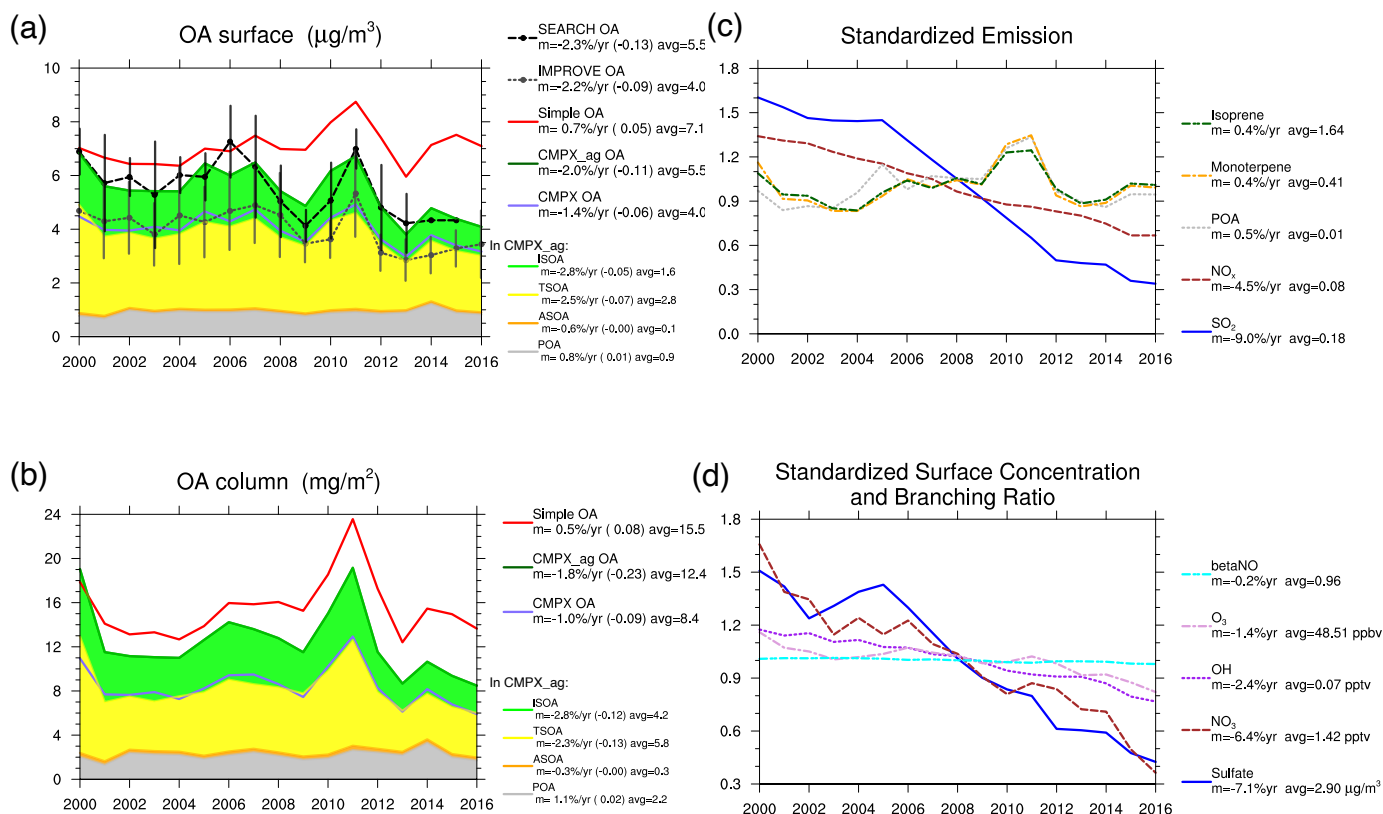 (a)
OA surface (µg/m³)
10
8
6
4
2
0
2000 2002 2004 2006 2008 2010 2012 2014 2016
SEARCH OA
m=-2.3%/yr (-0.13) avg=5.5
IMPROVE OA
m=-2.2%/yr (-0.09) avg=4.0
Simple OA
m= 0.7%/yr ( 0.05) avg=7.1
CMPX_ag OA
m=-2.0%/yr (-0.11) avg=5.5
CMPX OA
m=-1.4%/yr (-0.06) avg=4.0
In CMPX_ag:
ISOA
m=-2.8%/yr (-0.05) avg=1.6
TSOA
m=-2.5%/yr (-0.07) avg=2.8
ASOA
m=-0.6%/yr (-0.00) avg=0.1
POA
m= 0.8%/yr ( 0.01) avg=0.9
(c)
Standardized Emission
1.8
1.5
1.2
0.9
0.6
0.3
0.0
2000 2002 2004 2006 2008 2010 2012 2014 2016
Isoprene
m= 0.4%/yr avg=1.64
Monoterpene
m= 0.4%/yr avg=0.41
POA
m= 0.5%/yr avg=0.01
NOₓ
m=-4.5%/yr avg=0.08
SO₂
m=-9.0%/yr avg=0.18
(b)
OA column (mg/m²)
24
20
16
12
8
4
0
2000 2002 2004 2006 2008 2010 2012 2014 2016
Simple OA
m= 0.5%/yr ( 0.08) avg=15.5
CMPX_ag OA
m=-1.8%/yr (-0.23) avg=12.4
CMPX OA
m=-1.0%/yr (-0.09) avg=8.4
In CMPX_ag:
ISOA
m=-2.8%/yr (-0.12) avg=4.2
TSOA
m=-2.3%/yr (-0.13) avg=5.8
ASOA
m=-0.3%/yr (-0.00) avg=0.3
POA
m= 1.1%/yr ( 0.02) avg=2.2
(d)
Standardized Surface Concentration
and Branching Ratio
1.8
1.5
1.2
0.9
0.6
0.3
2000 2002 2004 2006 2008 2010 2012 2014 2016
betaNO
m=-0.2%yr avg=0.96
O₃
m=-1.4%yr avg=48.51 ppbv
OH
m=-2.4%yr avg=0.07 pptv
NO₃
m=-6.4%yr avg=1.42 pptv
Sulfate
m=-7.1%yr avg=2.90 µg/m³